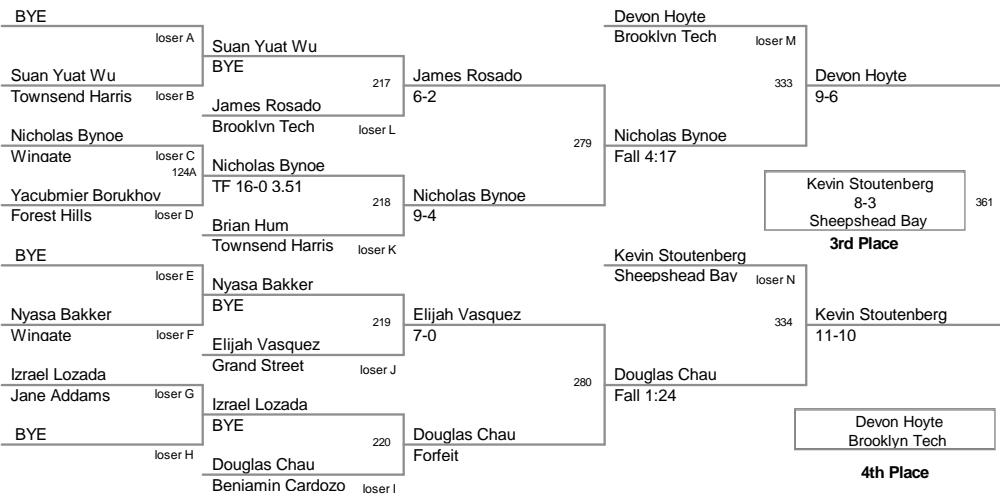 BYE
loser A
Suan Yuat Wu
Townsend Harris loser B
Nicholas Bynoe
Wingate loser C
124A
Yacubmier Borukhov
Forest Hills loser D
BYE
loser E
Nyasa Bakker
Wingate loser F
Izrael Lozada
Jane Addams loser G
BYE
loser H
Suan Yuat Wu
BYE
217
James Rosado
Brooklyn Tech loser L
Nicholas Bynoe
TF 16-0 3.51
218
Brian Hum
Townsend Harris loser K
Nyasa Bakker
BYE
219
Elijah Vasquez
Grand Street loser J
Izrael Lozada
BYE
220
Douglas Chau
Benjamin Cardozo loser I
James Rosado
6-2
279
Nicholas Bynoe
9-4
Elijah Vasquez
7-0
280
Douglas Chau
Forfeit
Devon Hoyte
Brooklyn Tech loser M
333
Nicholas Bynoe
Fall 4:17
Kevin Stoutenberg
Sheepshead Bay loser N
334
Douglas Chau
Fall 1:24
Devon Hoyte
9-6
Kevin Stoutenberg
8-3
Sheepshead Bay
361
3rd Place
Kevin Stoutenberg
11-10
Devon Hoyte
Brooklyn Tech
4th Place